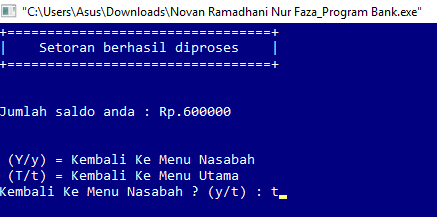 "C:\Users\Asus\Downloads\Novan Ramadhani Nur Faza_Program Bank.exe"
+=================================+
|    Setoran berhasil diproses    |
+=================================+
Jumlah saldo anda : Rp.600000
(Y/y) = Kembali Ke Menu Nasabah
(T/t) = Kembali Ke Menu Utama
Kembali Ke Menu Nasabah ? (y/t) : t_